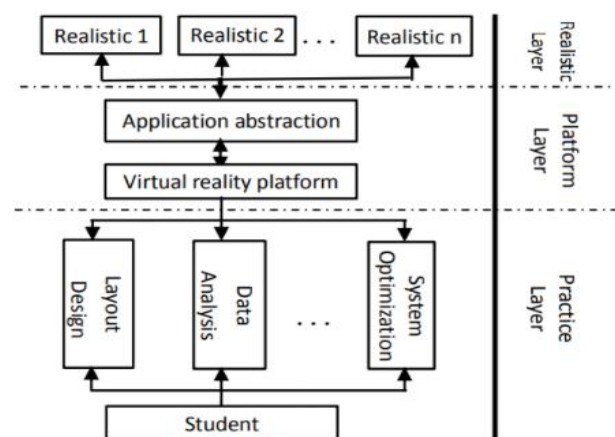 Realistic 1
Realistic 2
. . .
Realistic n
Realistic
Layer
Application abstraction
Virtual reality platform
Platform
Layer
Layout
Design
Data
Analysis
. . .
System
Optimization
Practice
Layer
Student